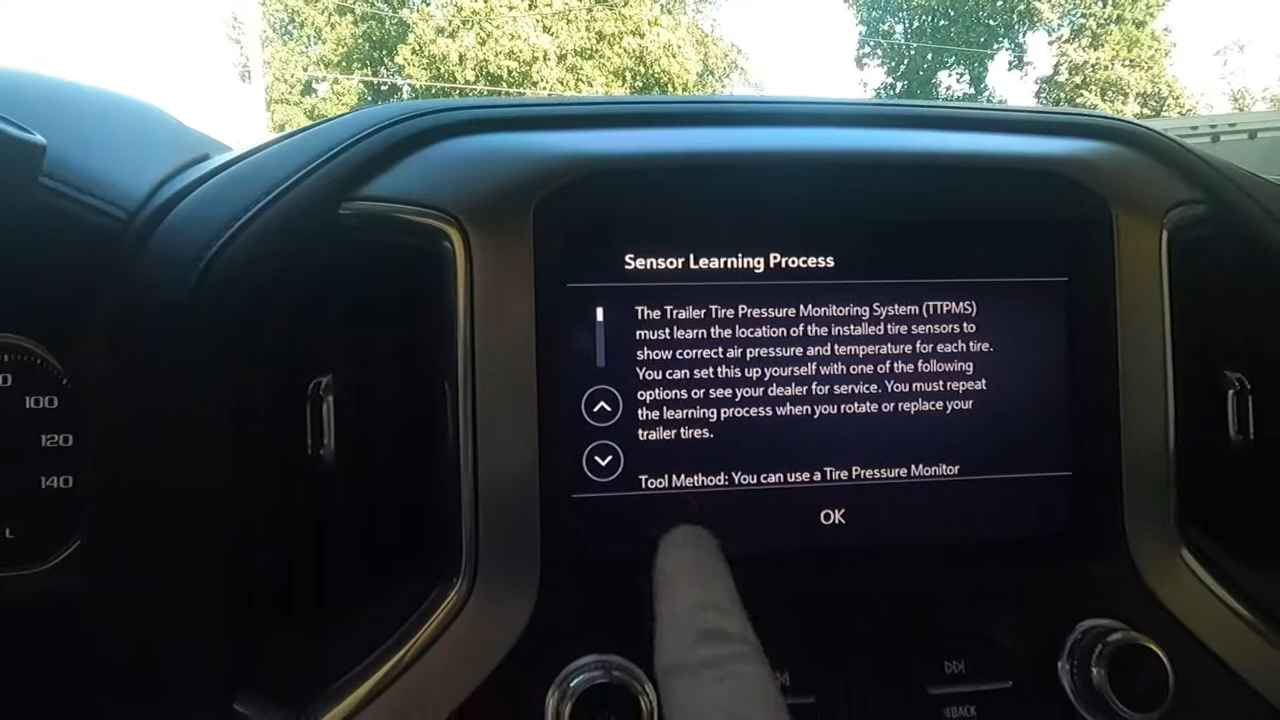 Sensor Learning Process
The Trailer Tire Pressure Monitoring System (TTPMS)
must learn the location of the installed tire sensors to
show correct air pressure and temperature for each tire.
You can set this up yourself with one of the following
options or see your dealer for service. You must repeat
the learning process when you rotate or replace your
trailer tires.
Tool Method: You can use a Tire Pressure Monitor
OK
100
120
140
L
BACK